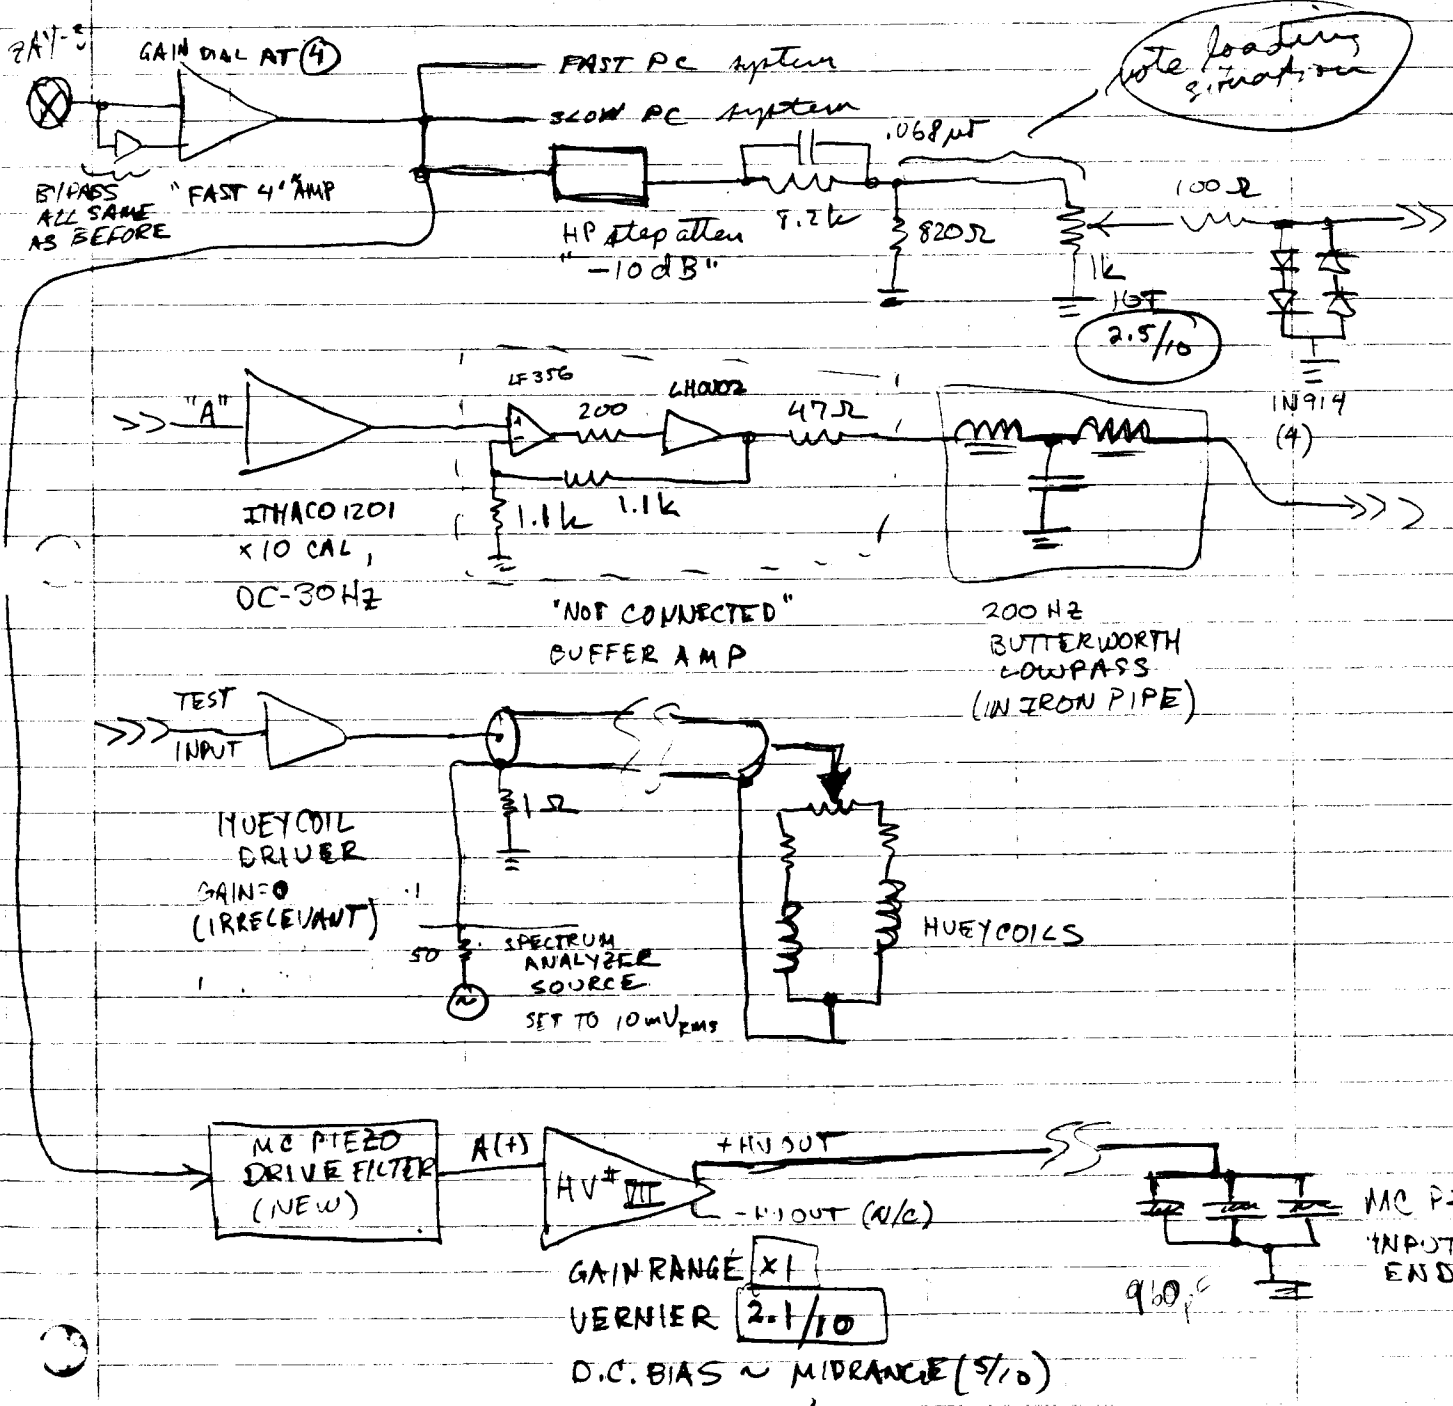 GAIN DIAL AT 4
FAST PC system
SLOW PC system
note loading
situation
.068µF
BYPASS
ALL SAME
AS BEFORE
"FAST 4" AMP
HP step atten
"-10 dB"
8.2k
820Ω
100Ω
1k
10T
2.5/10
1N914
(4)
"A"
LF356
200
LH0002
47Ω
1.1k
1.1k
ITHACO 1201
x10 CAL,
DC-30Hz
"NOT CONNECTED"
BUFFER AMP
200 HZ
BUTTERWORTH
LOWPASS
(IN IRON PIPE)
TEST
INPUT
1Ω
HUEYCOIL
DRIVER
GAIN=0
(IRRELEVANT)
50
SPECTRUM
ANALYZER
SOURCE
SET TO 10mVRMS
HUEYCOILS
MC PIEZO
DRIVE FILTER
(NEW)
A(+)
HV# VII
+HV OUT
-HV OUT (N/C)
MC
INPUT
END
GAIN RANGE x1
VERNIER 2.1/10
D.C. BIAS ~ MIDRANGE (5/10)